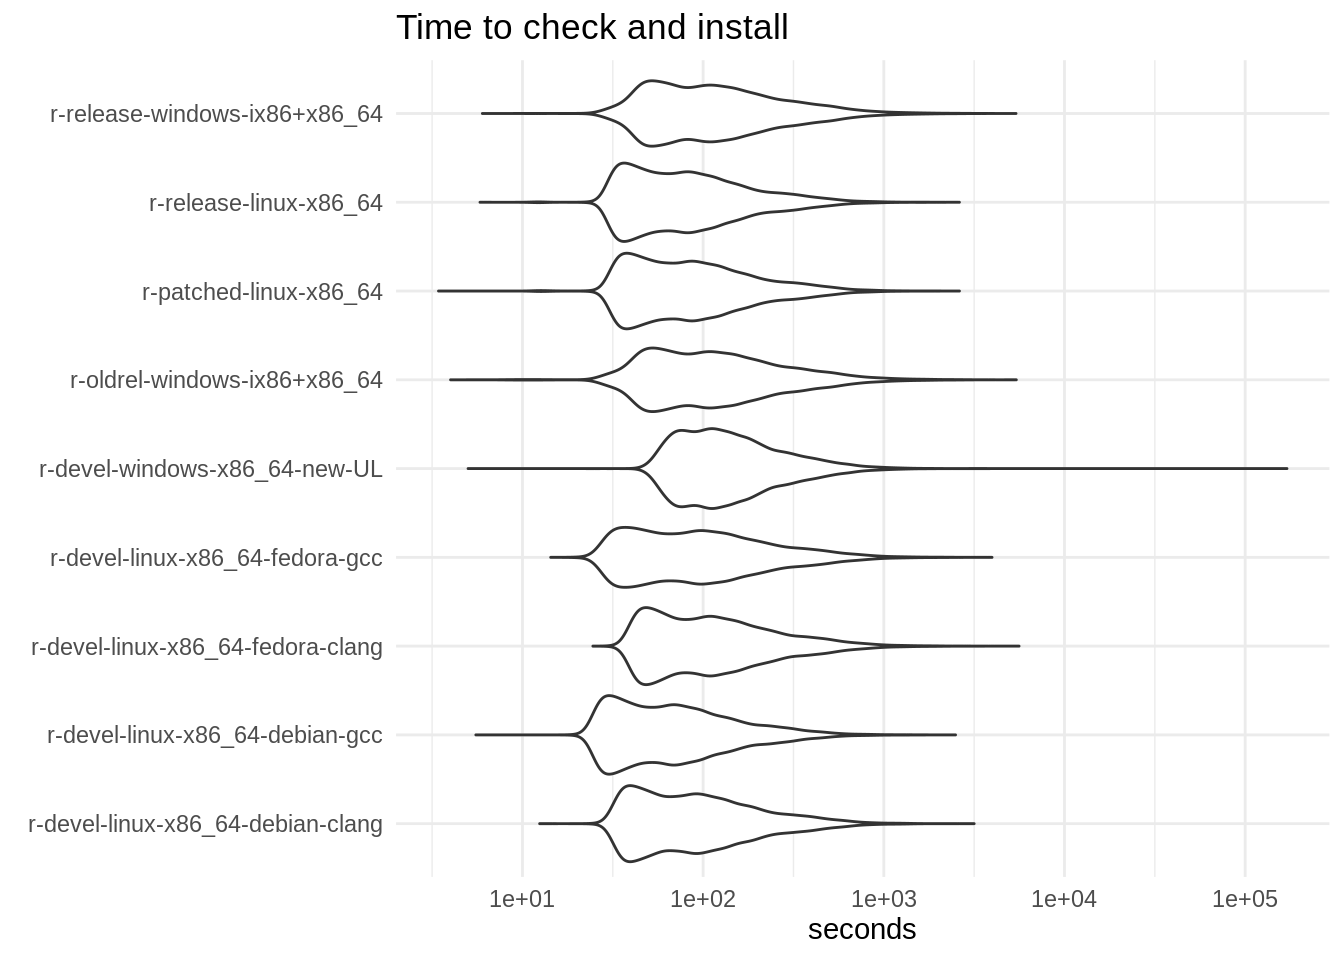 Time to check and install
r-release-windows-ix86+x86_64
r-release-linux-x86_64
r-patched-linux-x86_64
r-oldrel-windows-ix86+x86_64
r-devel-windows-x86_64-new-UL
r-devel-linux-x86_64-fedora-gcc
r-devel-linux-x86_64-fedora-clang
r-devel-linux-x86_64-debian-gcc
r-devel-linux-x86_64-debian-clang
1e+01 1e+02 1e+03 1e+04 1e+05
seconds